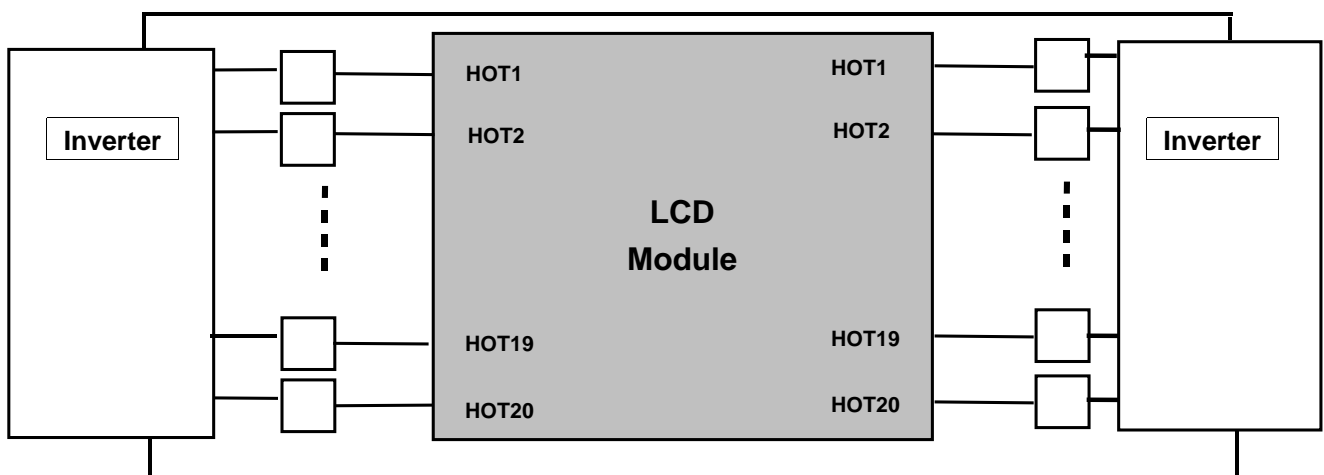 HOT1 HOT1
HOT2 HOT2
Inverter Inverter
LCD
Module
HOT19 HOT19
HOT20 HOT20